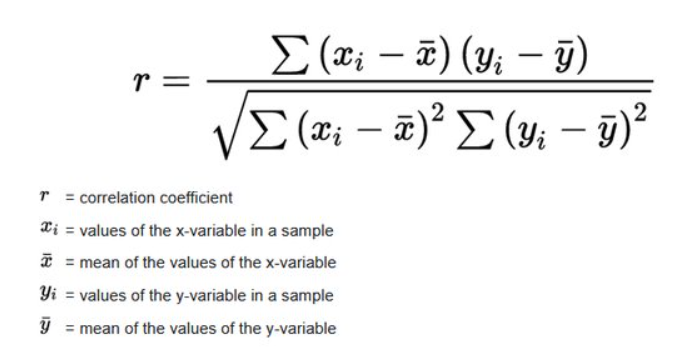 r = ∑ (xᵢ − x̄) (yᵢ − ȳ) / √ ∑ (xᵢ − x̄)² ∑ (yᵢ − ȳ)²
r = correlation coefficient
xᵢ = values of the x-variable in a sample
x̄ = mean of the values of the x-variable
yᵢ = values of the y-variable in a sample
ȳ = mean of the values of the y-variable